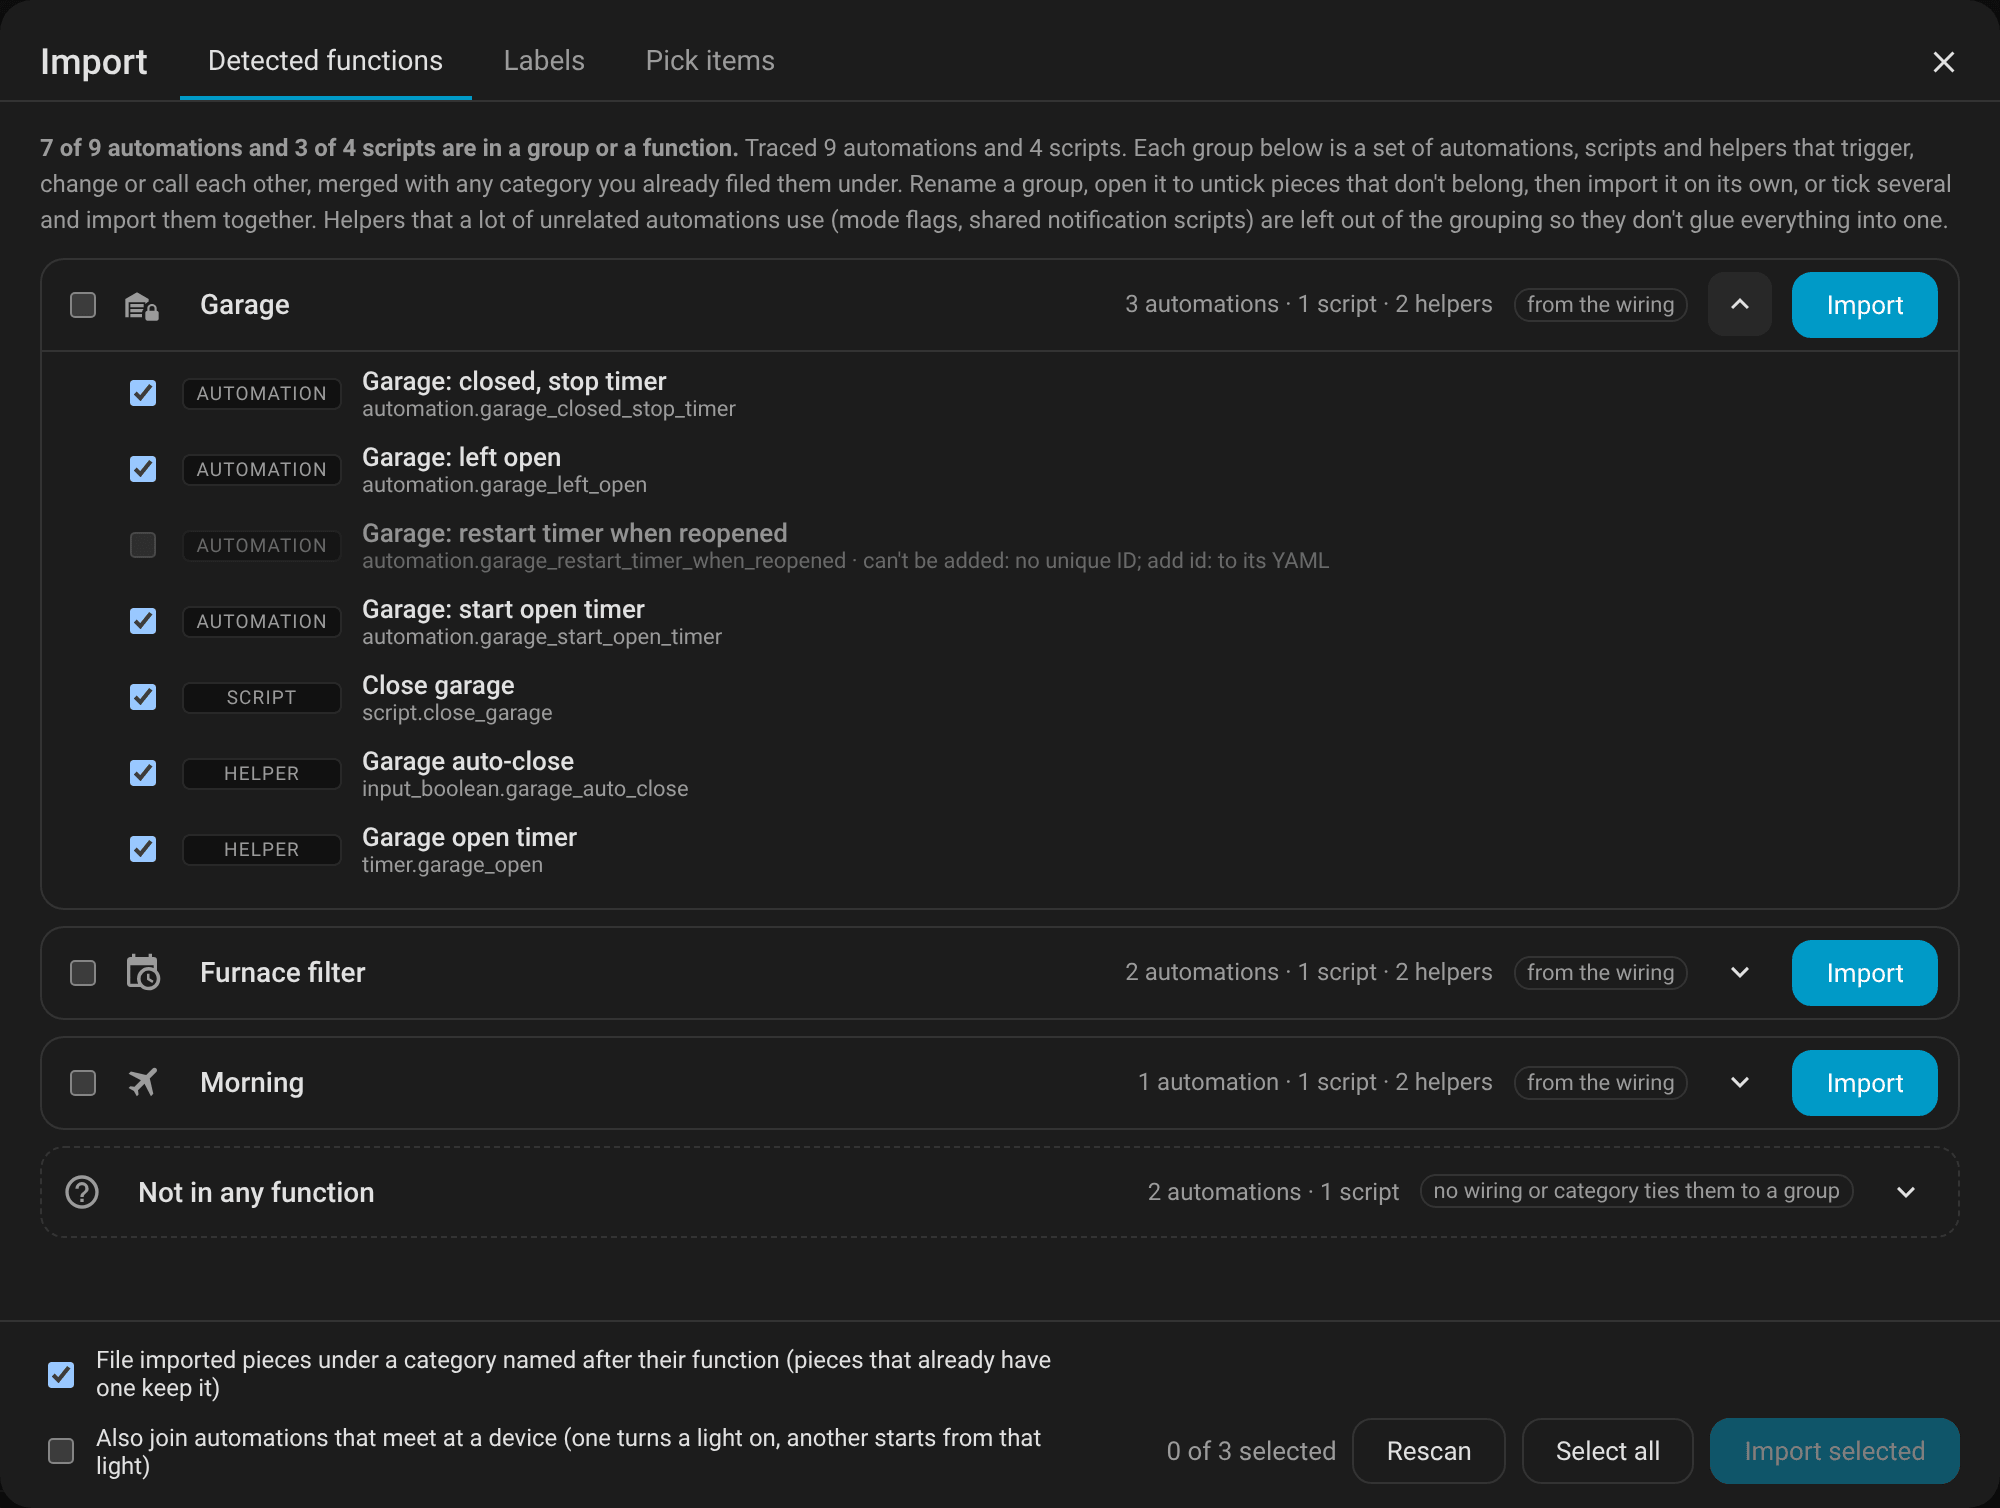 Import
Detected functions
Labels
Pick items
7 of 9 automations and 3 of 4 scripts are in a group or a function. Traced 9 automations and 4 scripts. Each group below is a set of automations, scripts and helpers that trigger,
change or call each other, merged with any category you already filed them under. Rename a group, open it to untick pieces that don't belong, then import it on its own, or tick several
and import them together. Helpers that a lot of unrelated automations use (mode flags, shared notification scripts) are left out of the grouping so they don't glue everything into one.
Garage
3 automations · 1 script · 2 helpers
from the wiring
Import
AUTOMATION
Garage: closed, stop timer
automation.garage_closed_stop_timer
AUTOMATION
Garage: left open
automation.garage_left_open
AUTOMATION
Garage: restart timer when reopened
automation.garage_restart_timer_when_reopened · can't be added: no unique ID; add id: to its YAML
AUTOMATION
Garage: start open timer
automation.garage_start_open_timer
SCRIPT
Close garage
script.close_garage
HELPER
Garage auto-close
input_boolean.garage_auto_close
HELPER
Garage open timer
timer.garage_open
Furnace filter
2 automations · 1 script · 2 helpers
from the wiring
Import
Morning
1 automation · 1 script · 2 helpers
from the wiring
Import
Not in any function
2 automations · 1 script
no wiring or category ties them to a group
File imported pieces under a category named after their function (pieces that already have
one keep it)
Also join automations that meet at a device (one turns a light on, another starts from that
light)
0 of 3 selected
Rescan
Select all
Import selected